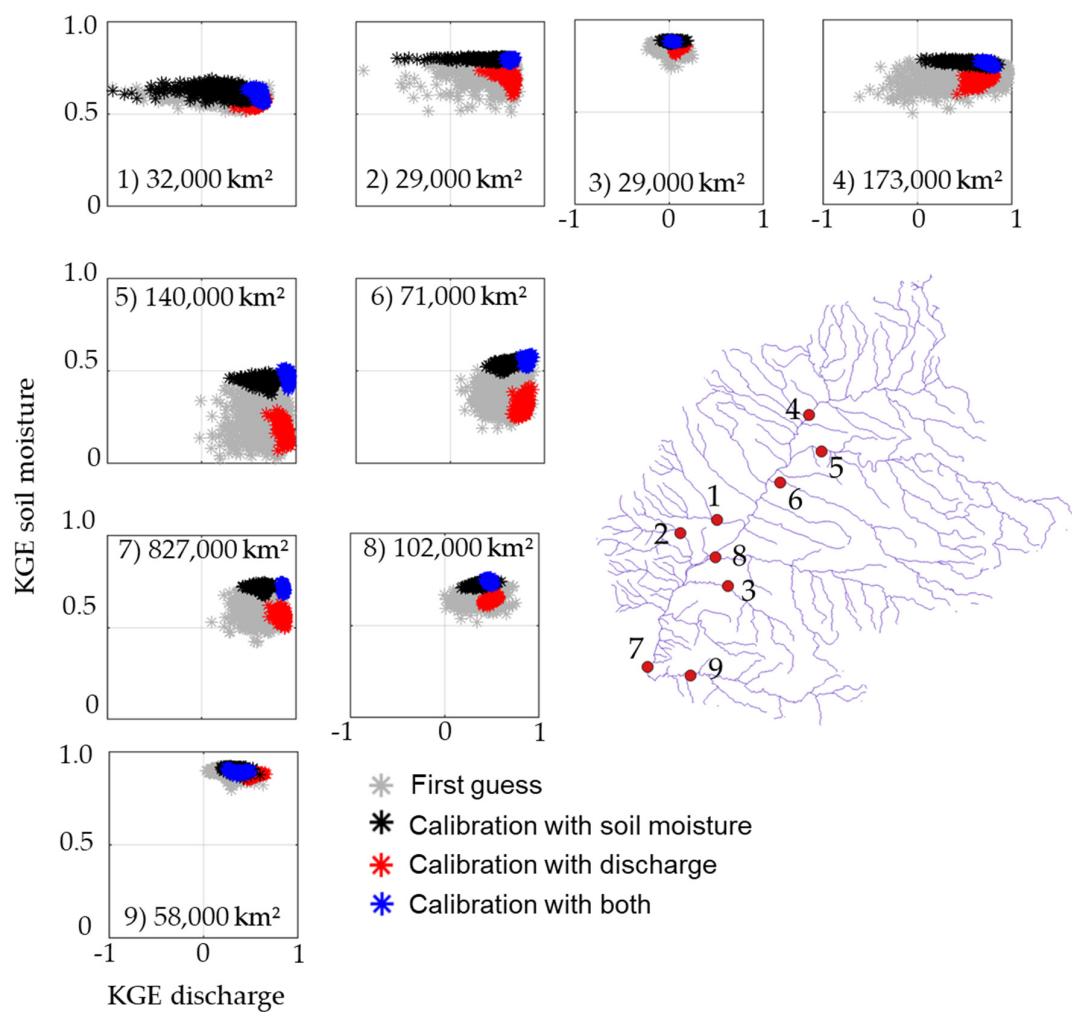 1.0
0.5
0
1) 32,000 km²
2) 29,000 km²
3) 29,000 km²
4) 173,000 km²
-1
0
1
-1
0
1
1.0
0.5
0
5) 140,000 km²
6) 71,000 km²
KGE soil moisture
1.0
0.5
0
7) 827,000 km²
8) 102,000 km²
-1
0
1
4
5
6
1
2
8
3
7
9
1.0
0.5
0
9) 58,000 km²
-1
0
1
KGE discharge
First guess
Calibration with soil moisture
Calibration with discharge
Calibration with both